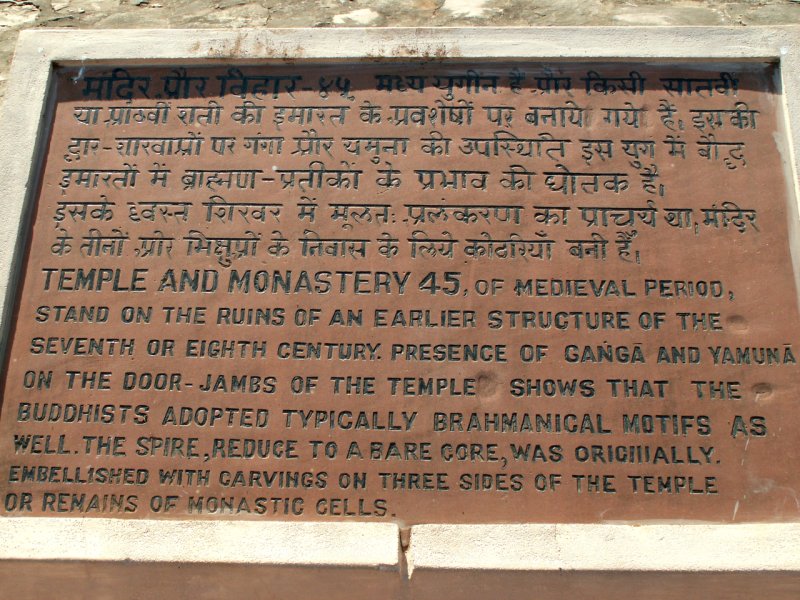 मंदिर और विहार-४५ मध्य युगीन हैं और किसी सातवीं
या आठवीं शती की इमारत के अवशेषों पर बनाये गये हैं। इसकी
द्वार-शाखाओं पर गंगा और यमुना की उपस्थिति इस युग में बौद्ध
इमारतों में ब्राह्मण-प्रतीकों के प्रभाव की द्योतक है।
इसके ध्वस्त शिखर में मूलतः अलंकरण का प्राचर्य था, मंदिर
के तीनों और भिक्षुओं के निवास के लिये कोठरियाँ बनी हैं।
TEMPLE AND MONASTERY 45, OF MEDIEVAL PERIOD,
STAND ON THE RUINS OF AN EARLIER STRUCTURE OF THE
SEVENTH OR EIGHTH CENTURY. PRESENCE OF GAṄGĀ AND YAMUNĀ
ON THE DOOR-JAMBS OF THE TEMPLE SHOWS THAT THE
BUDDHISTS ADOPTED TYPICALLY BRAHMANICAL MOTIFS AS
WELL. THE SPIRE, REDUCE TO A BARE CORE, WAS ORIGINALLY.
EMBELLISHED WITH CARVINGS ON THREE SIDES OF THE TEMPLE
OR REMAINS OF MONASTIC CELLS.